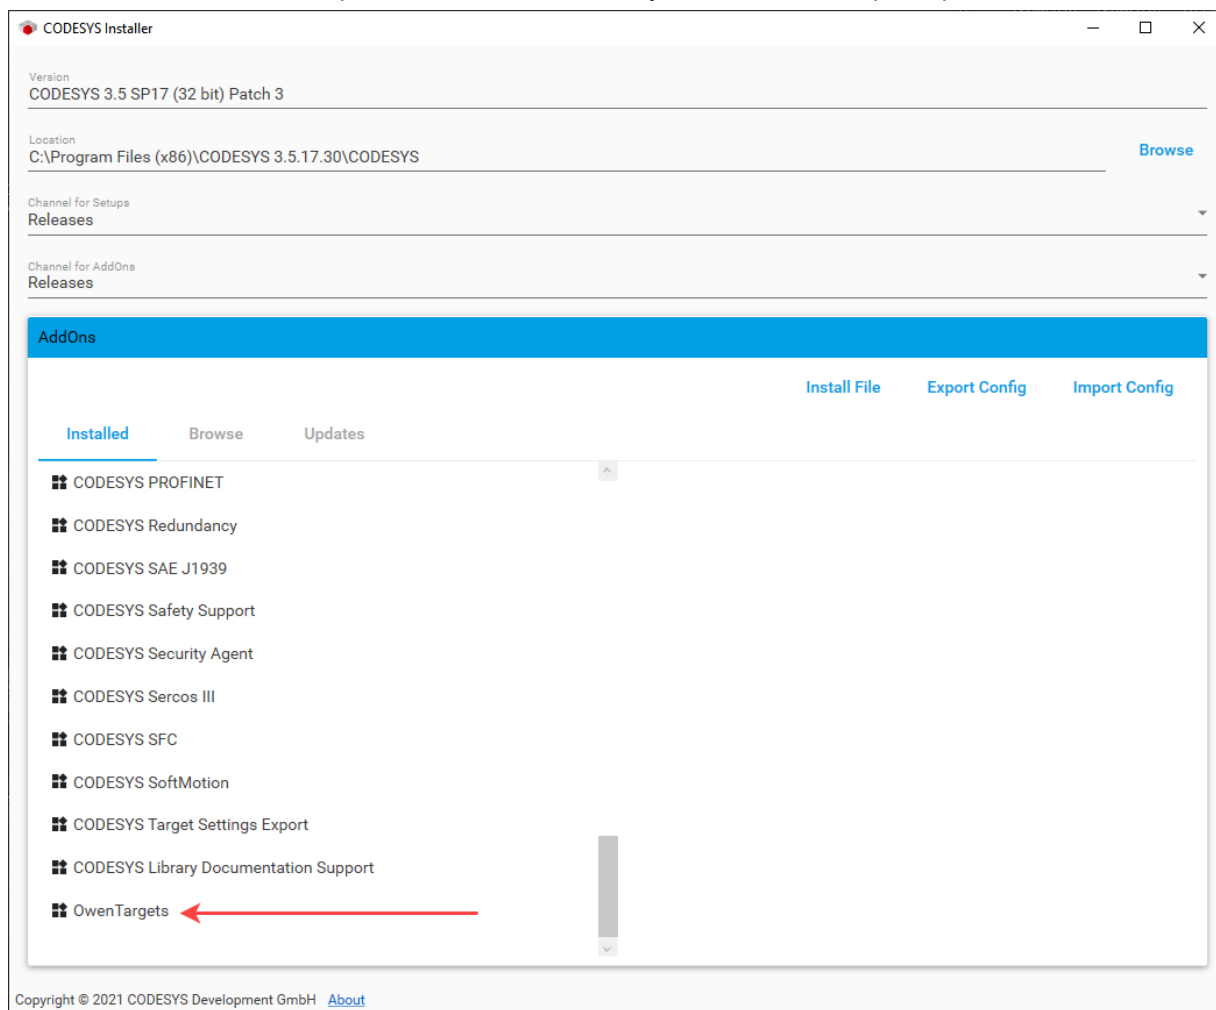 CODESYS Installer
Version
CODESYS 3.5 SP17 (32 bit) Patch 3
Location
C:\Program Files (x86)\CODESYS 3.5.17.30\CODESYS
Browse
Channel for Setups
Releases
Channel for AddOns
Releases
AddOns
Install File Export Config Import Config
Installed Browse Updates
CODESYS PROFINET
CODESYS Redundancy
CODESYS SAE J1939
CODESYS Safety Support
CODESYS Security Agent
CODESYS Sercos III
CODESYS SFC
CODESYS SoftMotion
CODESYS Target Settings Export
CODESYS Library Documentation Support
OwenTargets
Copyright © 2021 CODESYS Development GmbH About